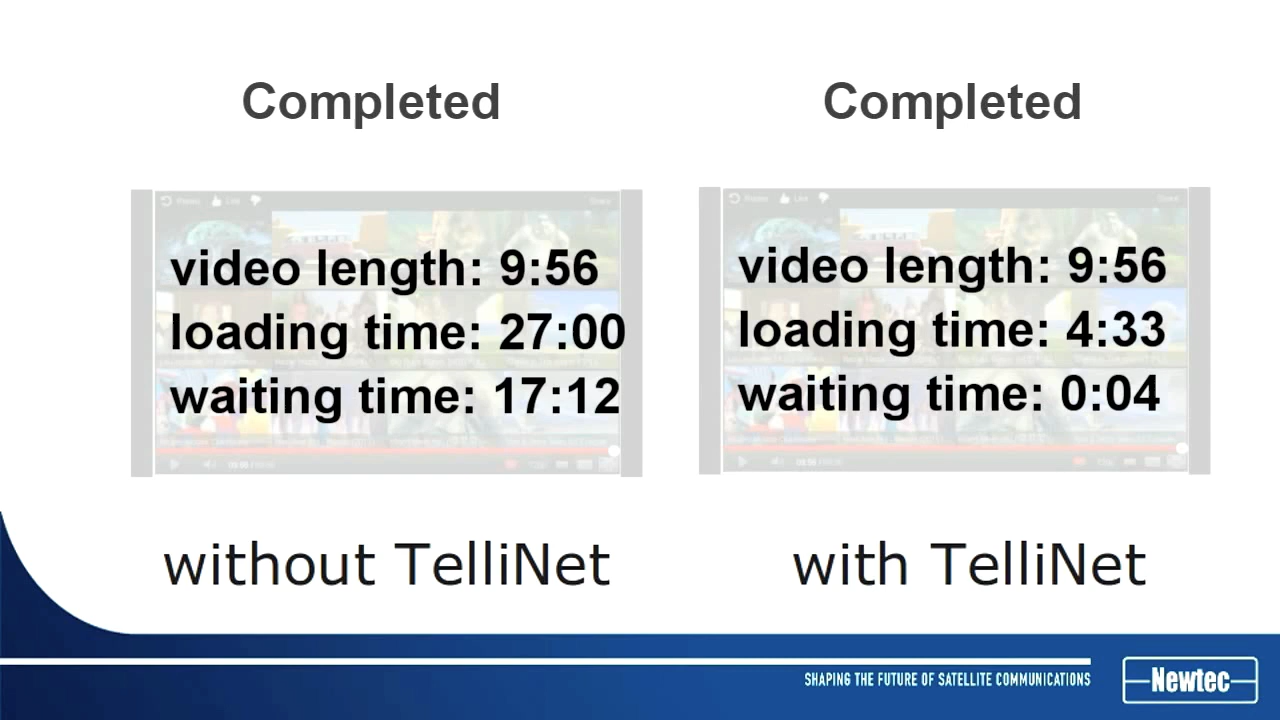 Completed
video length: 9:56
loading time: 27:00
waiting time: 17:12
without TelliNet
Completed
video length: 9:56
loading time: 4:33
waiting time: 0:04
with TelliNet
SHAPING THE FUTURE OF SATELLITE COMMUNICATIONS
Newtec